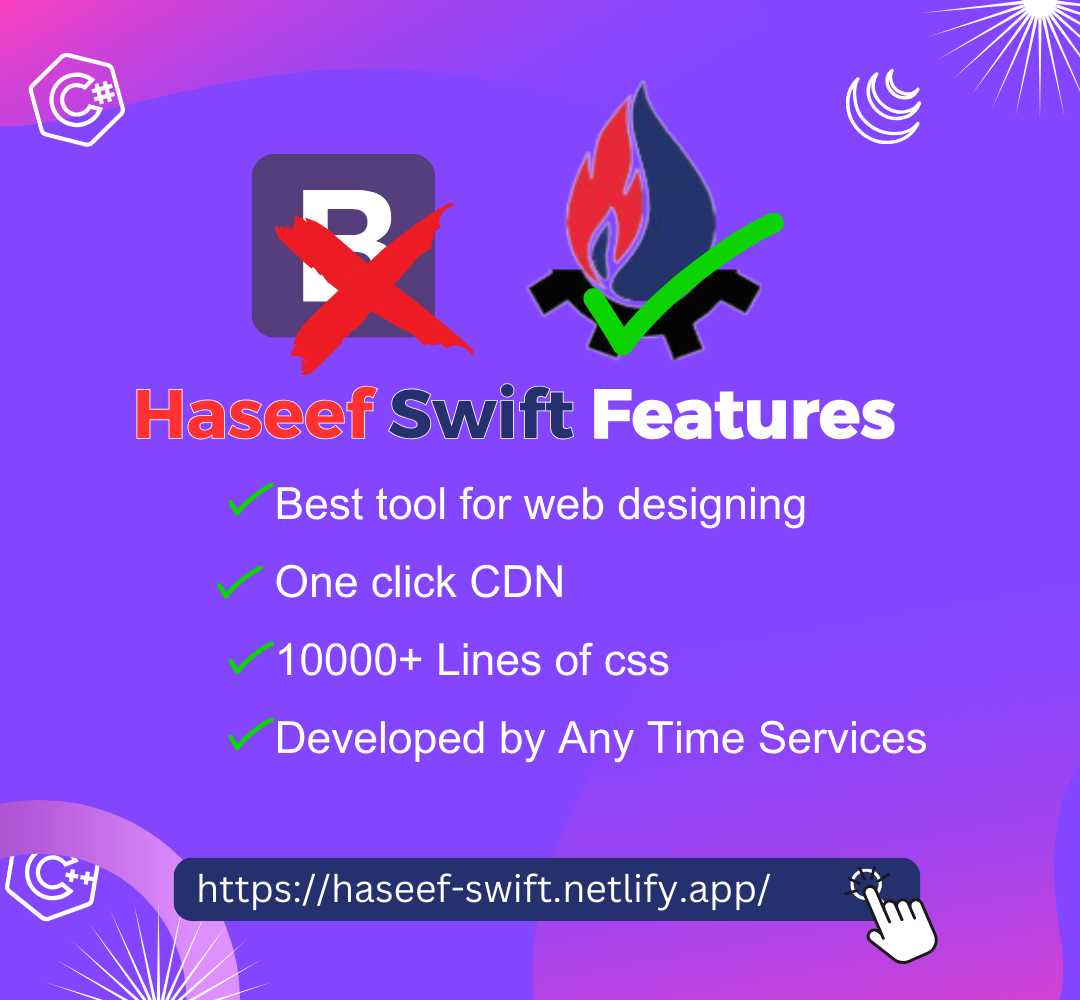 C#
B
Haseef Swift Features
Best tool for web designing
One click CDN
10000+ Lines of css
Developed by Any Time Services
C++
https://haseef-swift.netlify.app/